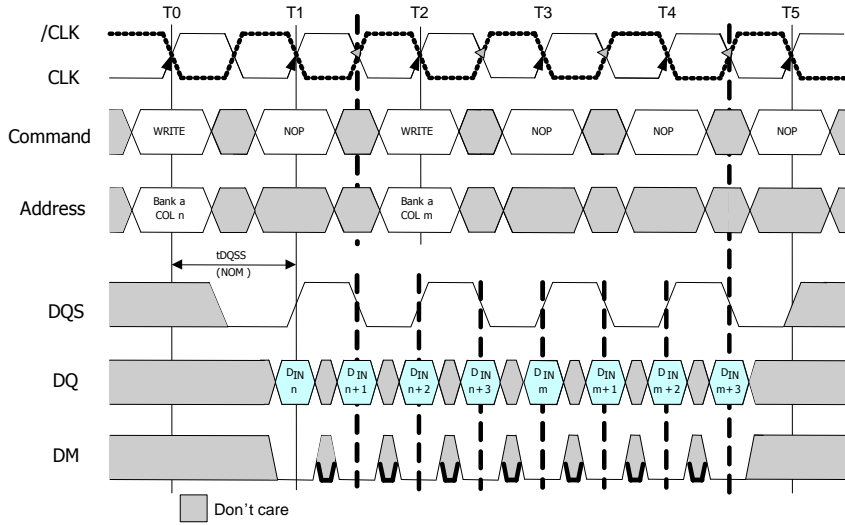 T0 T1 T2 T3 T4 T5
/CLK
CLK
Command
WRITE NOP WRITE NOP NOP NOP
Address
Bank a
COL n
Bank a
COL m
tDQSS
(NOM )
DQS
DQ
DIN
n
DIN
n+1
DIN
n+2
DIN
n+3
DIN
m
DIN
m+1
DIN
m+2
DIN
m+3
DM
Don't care